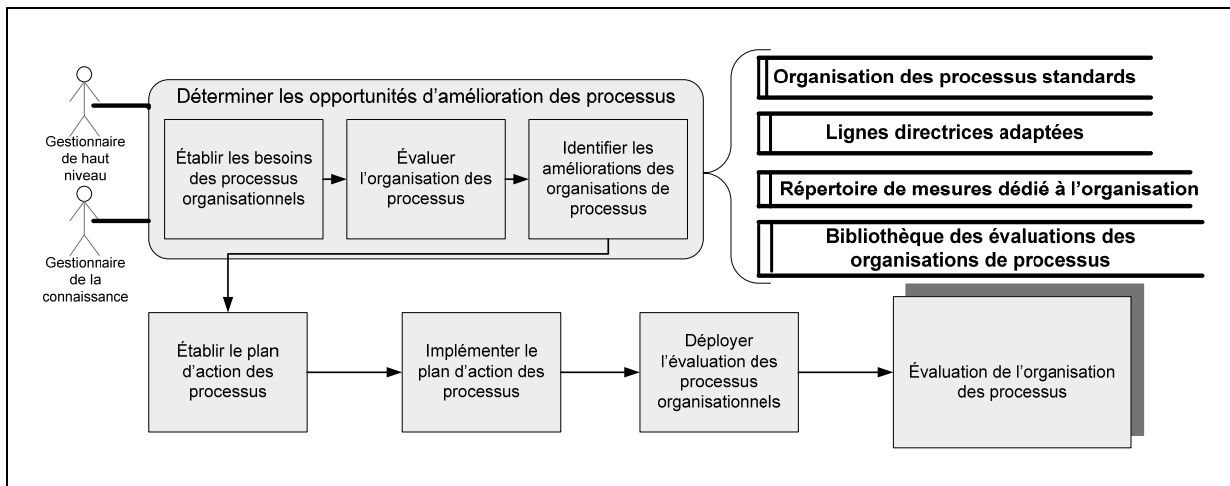 Gestionnaire
de haut
niveau
Gestionnaire
de la
connaissance
Déterminer les opportunités d'amélioration des processus
Établir les besoins
des processus
organisationnels
Évaluer
l'organisation des
processus
Identifier les
améliorations des
organisations de
processus
Organisation des processus standards
Lignes directrices adaptées
Répertoire de mesures dédié à l'organisation
Bibliothèque des évaluations des
organisations de processus
Établir le plan
d'action des
processus
Implémenter le
plan d'action des
processus
Déployer
l'évaluation des
processus
organisationnels
Évaluation de l'organisation
des processus